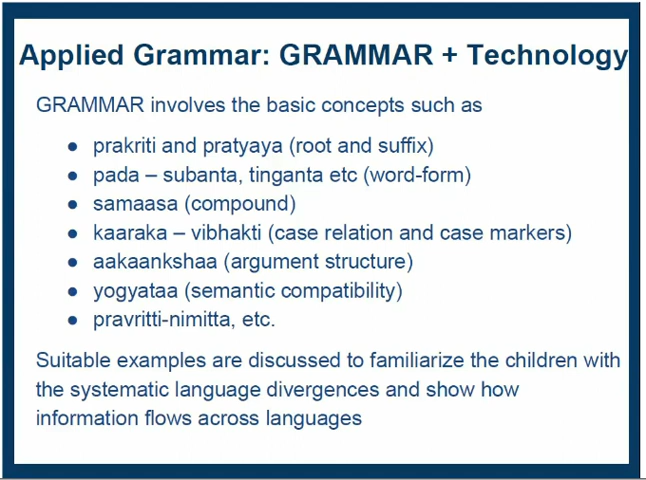 Applied Grammar: GRAMMAR + Technology
GRAMMAR involves the basic concepts such as
● prakriti and pratyaya (root and suffix)
● pada – subanta, tinganta etc (word-form)
● samaasa (compound)
● kaaraka – vibhakti (case relation and case markers)
● aakaankshaa (argument structure)
● yogyataa (semantic compatibility)
● pravritti-nimitta, etc.
Suitable examples are discussed to familiarize the children with
the systematic language divergences and show how
information flows across languages